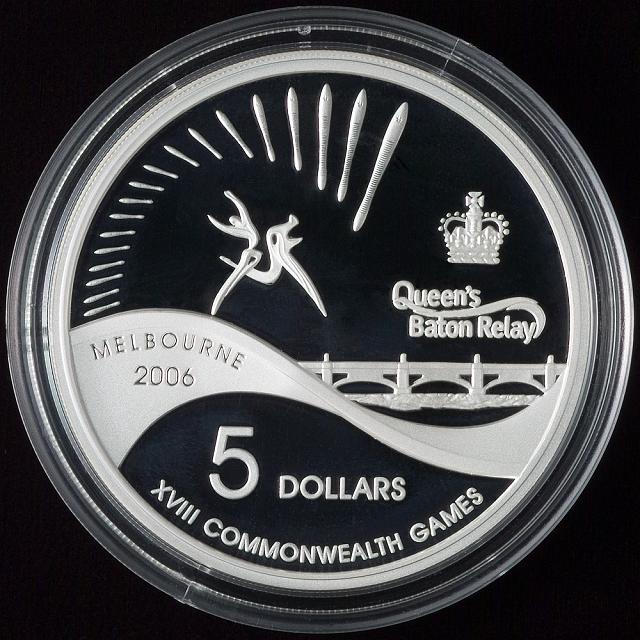 Queen's
Baton Relay
MELBOURNE
2006
5 DOLLARS
XVIII COMMONWEALTH GAMES